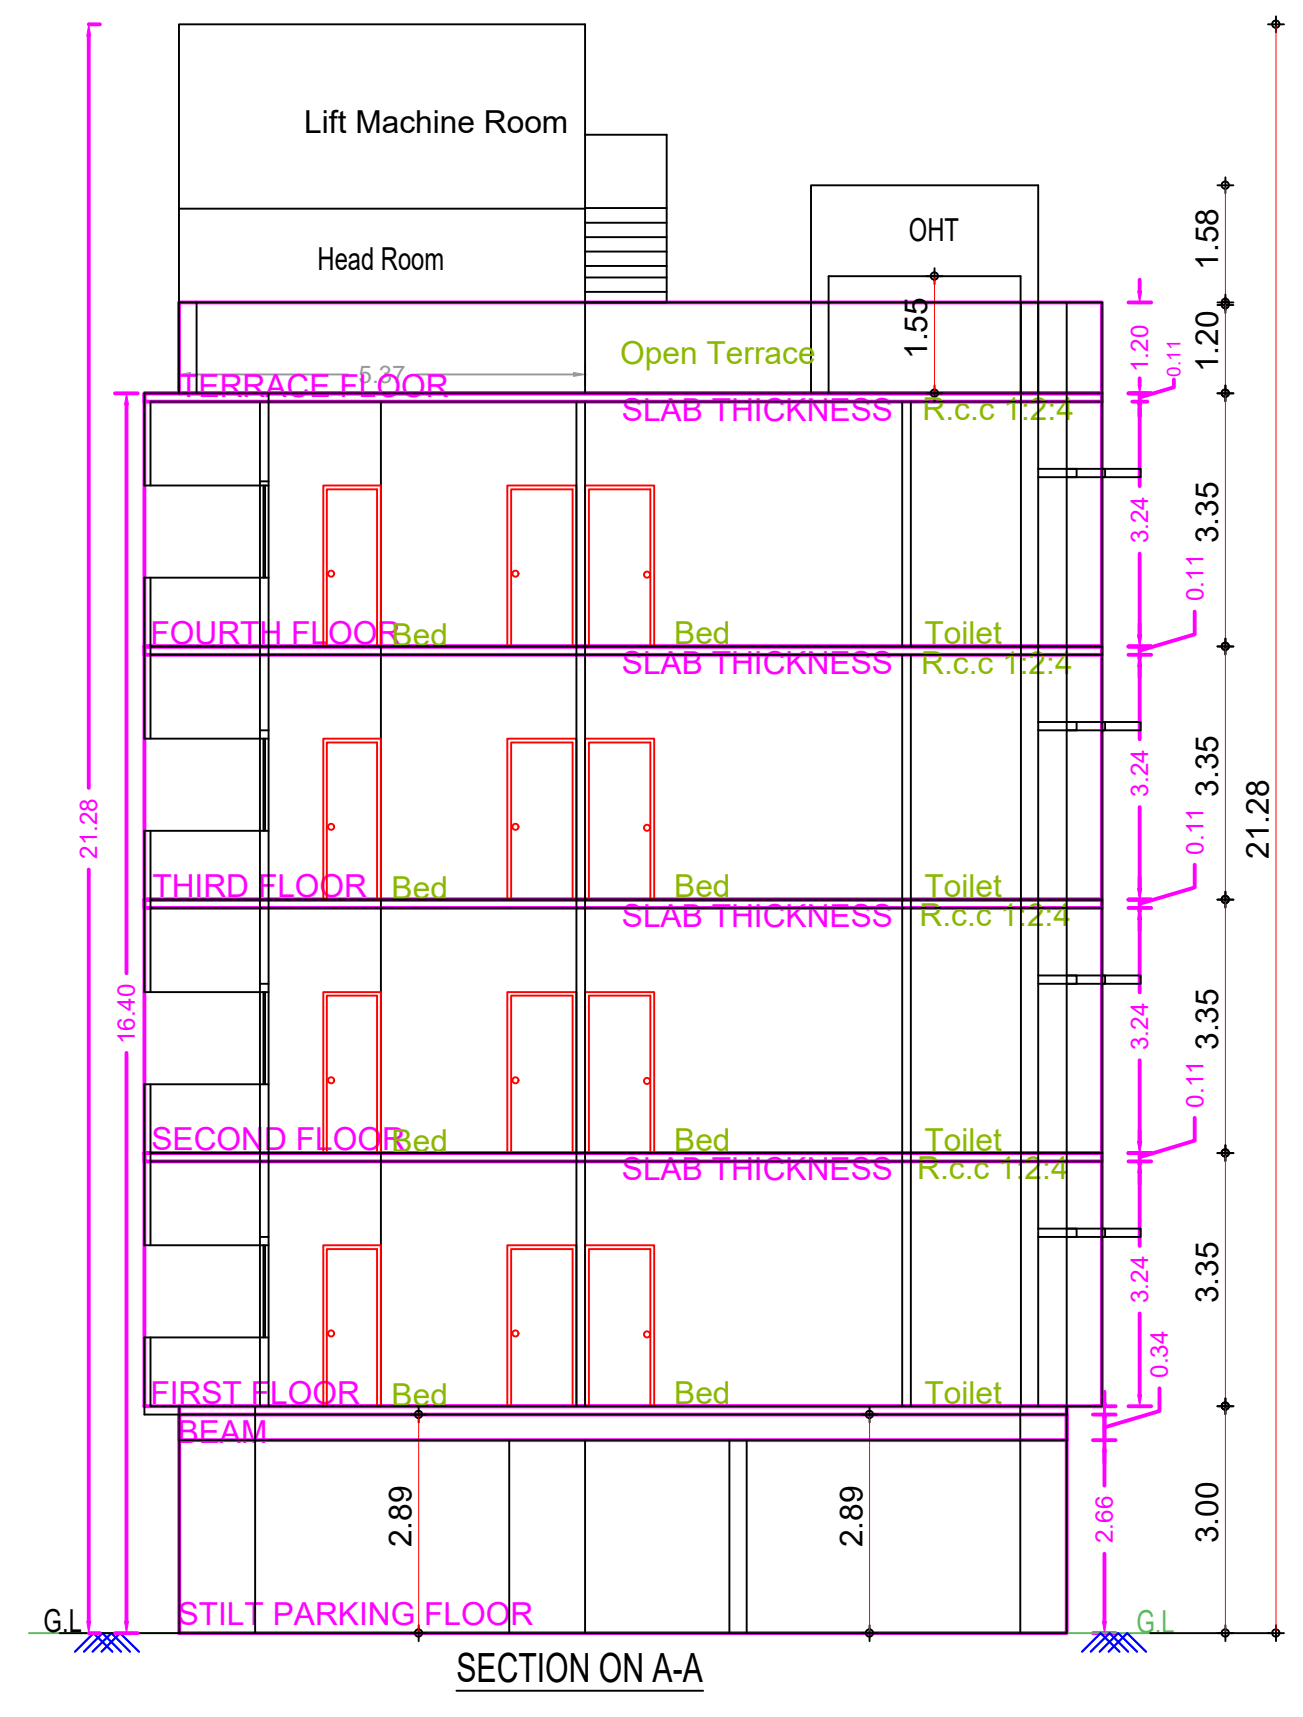 Lift Machine Room
Head Room
OHT
1.58
1.20
1.20
0.11
1.55
Open Terrace
5.37
TERRACE FLOOR
SLAB THICKNESS
R.c.c 1:2:4
3.24
3.35
0.11
FOURTH FLOOR
Bed
Bed
Toilet
SLAB THICKNESS
R.c.c 1:2:4
3.24
3.35
0.11
21.28
21.28
THIRD FLOOR
Bed
Bed
Toilet
SLAB THICKNESS
R.c.c 1:2:4
16.40
3.24
3.35
0.11
SECOND FLOOR
Bed
Bed
Toilet
SLAB THICKNESS
R.c.c 1:2:4
3.24
3.35
0.34
FIRST FLOOR
Bed
Bed
Toilet
BEAM
2.89
2.89
2.66
3.00
STILT PARKING FLOOR
G.L
G.L
SECTION ON A-A